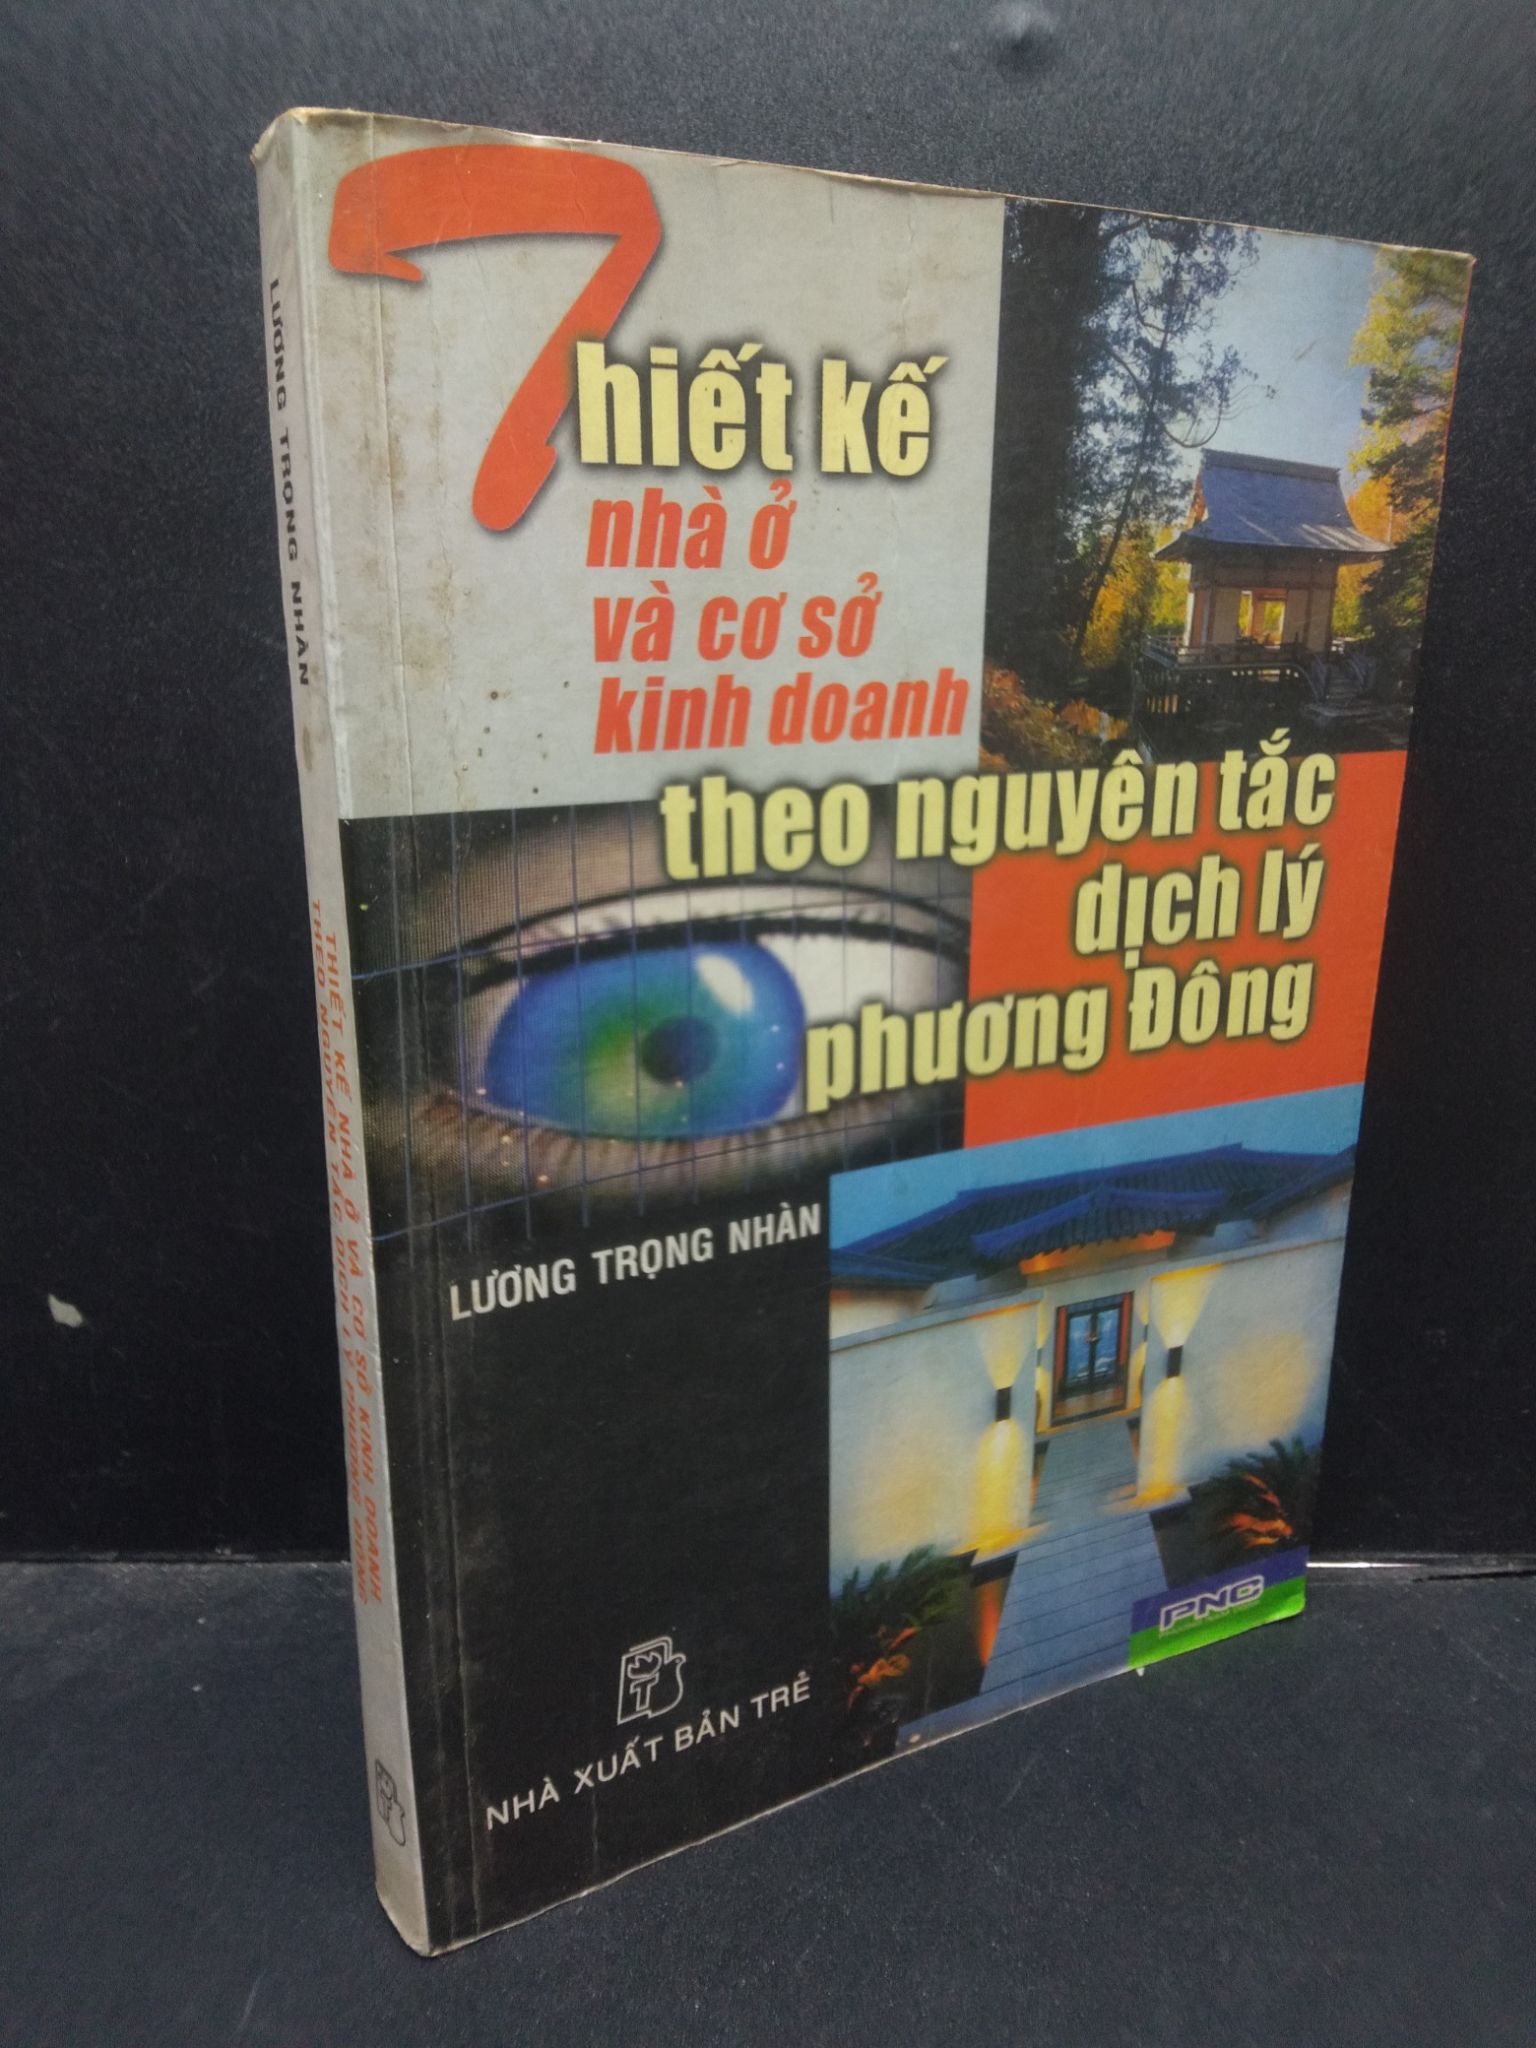 Thiết kế
nhà ở
và cơ sở
kinh doanh
theo nguyên tắc
dịch lý
phương Đông
LƯƠNG TRỌNG NHÀN
NHÀ XUẤT BẢN TRẺ
PNC
LƯƠNG TRỌNG NHÀN
THIẾT KẾ NHÀ Ở VÀ CƠ SỞ KINH DOANH
THEO NGUYÊN TẮC DỊCH LÝ PHƯƠNG ĐÔNG